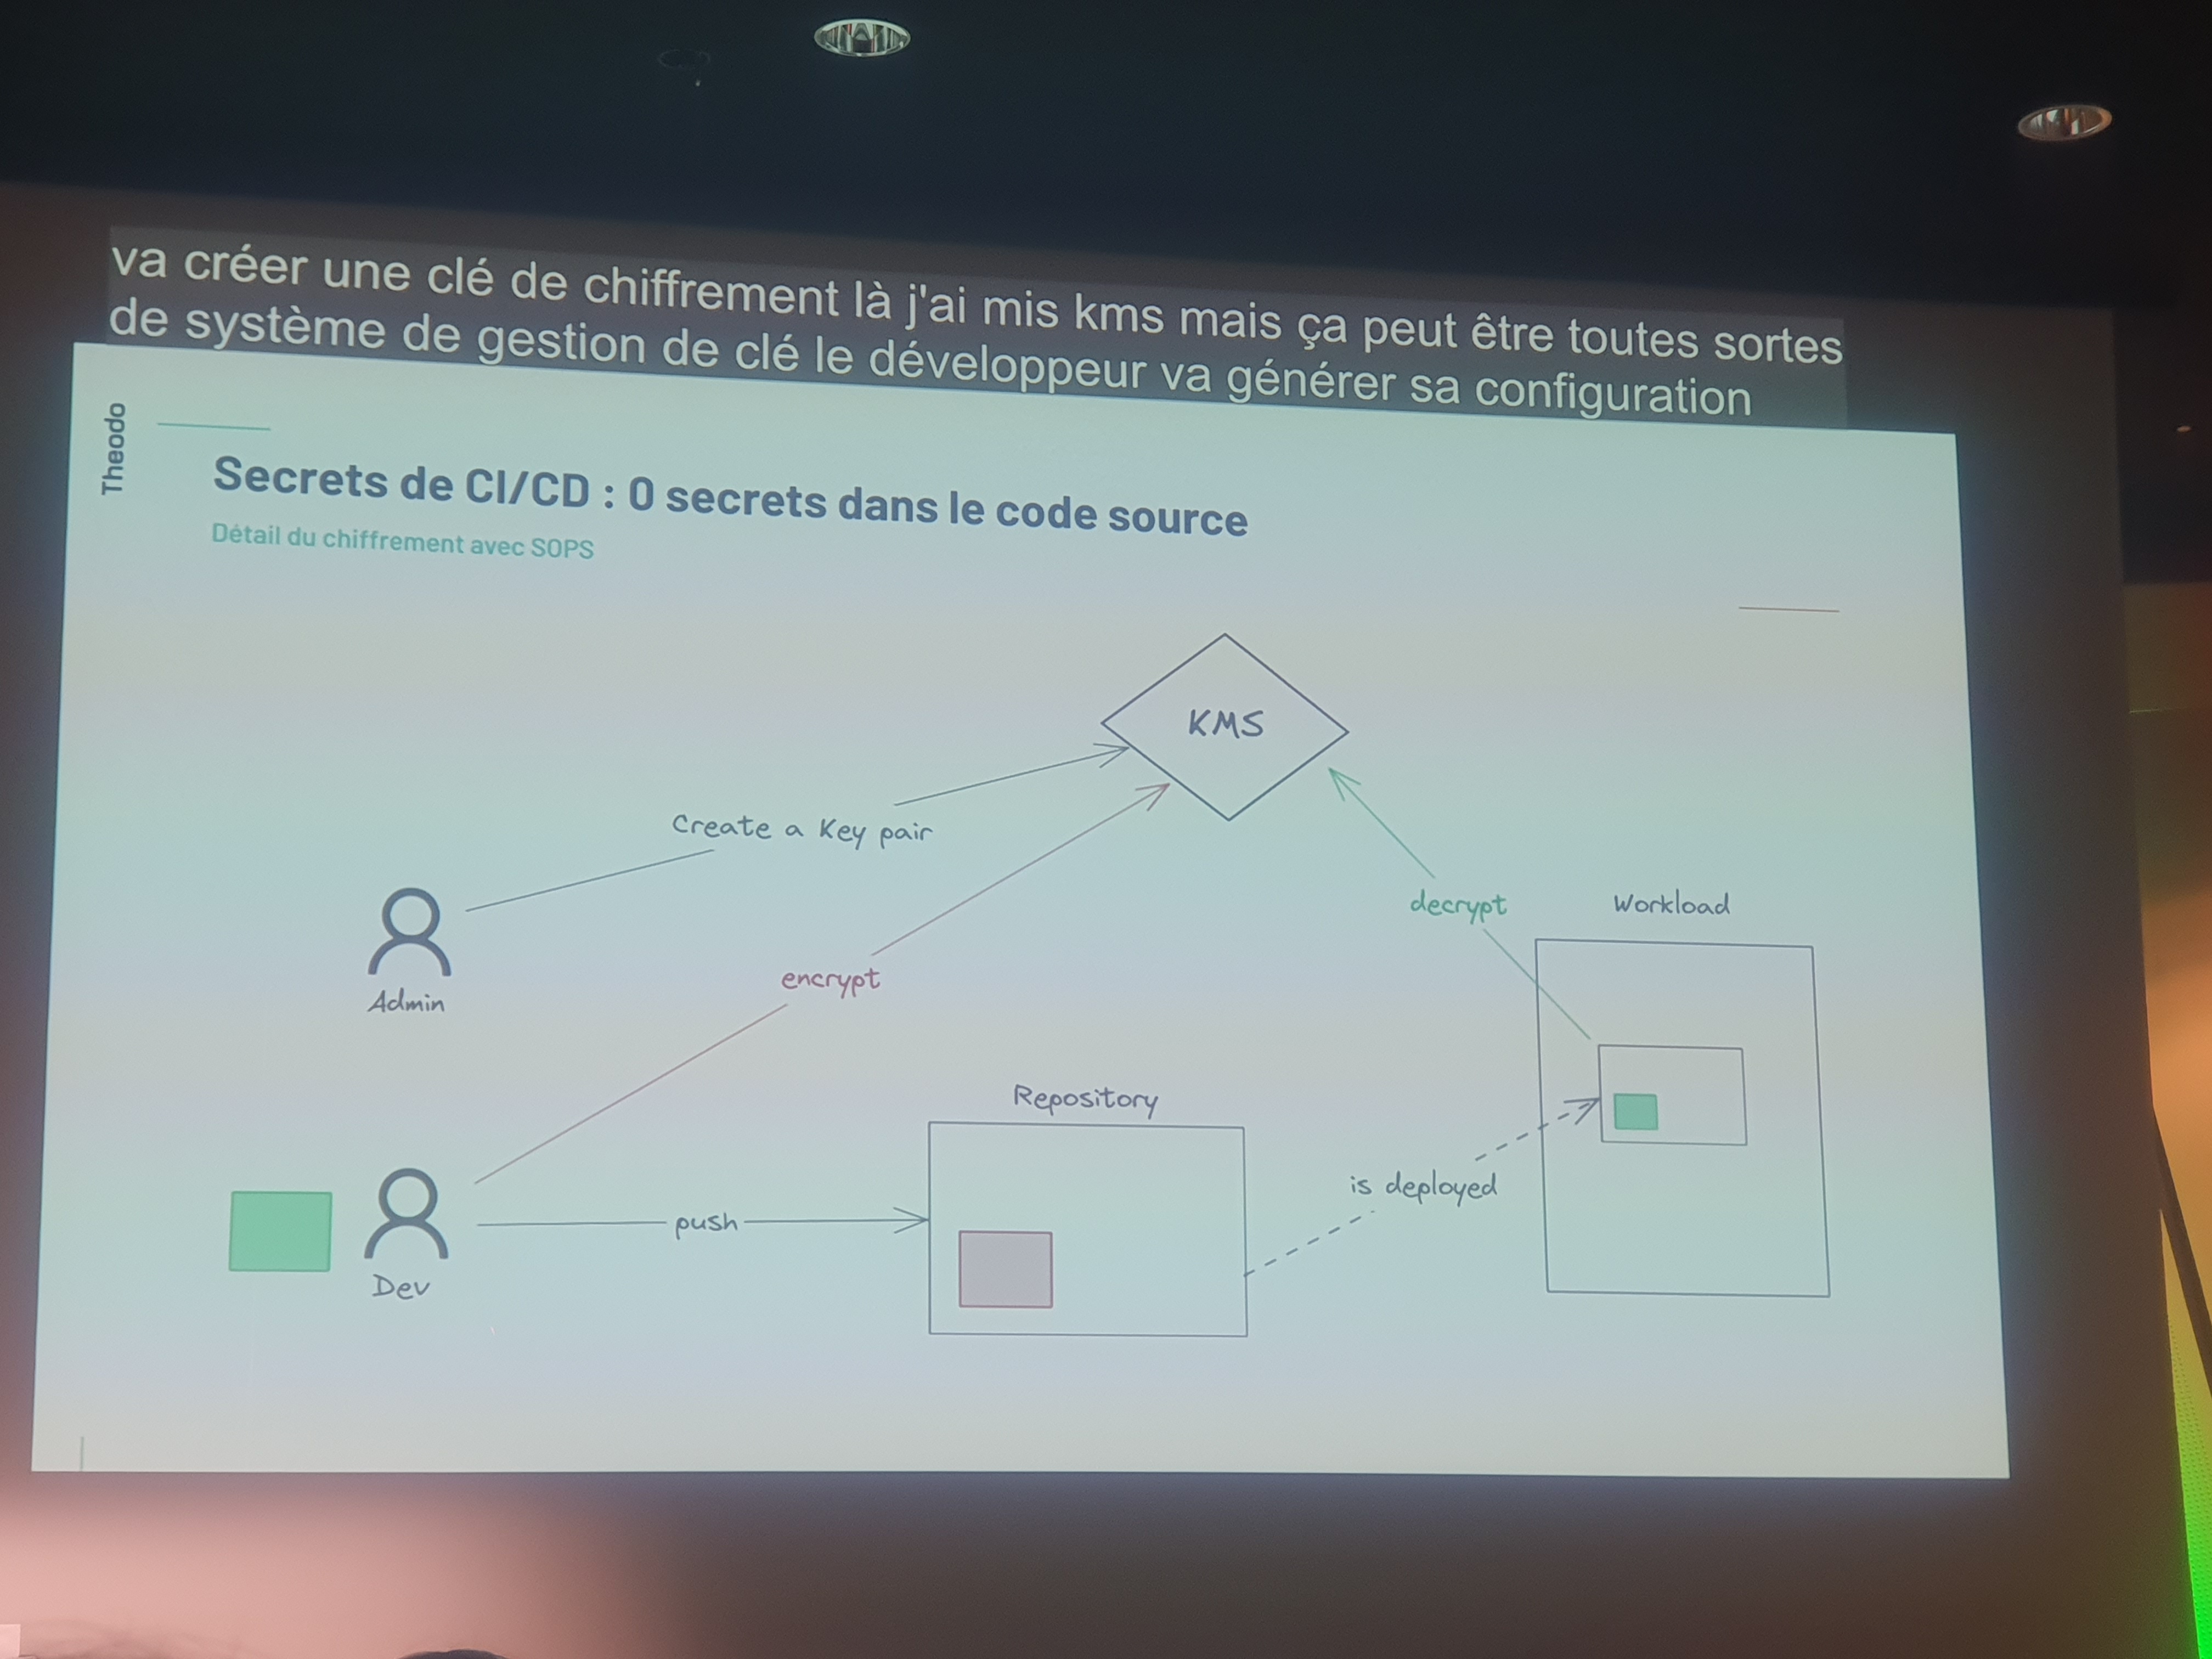 va créer une clé de chiffrement là j'ai mis kms mais ça peut être toutes sortes
de système de gestion de clé le développeur va générer sa configuration
Theodo
Secrets de CI/CD : 0 secrets dans le code source
Détail du chiffrement avec SOPS
KMS
Create a Key pair
decrypt
Workload
encrypt
Admin
Repository
is deployed
push
Dev